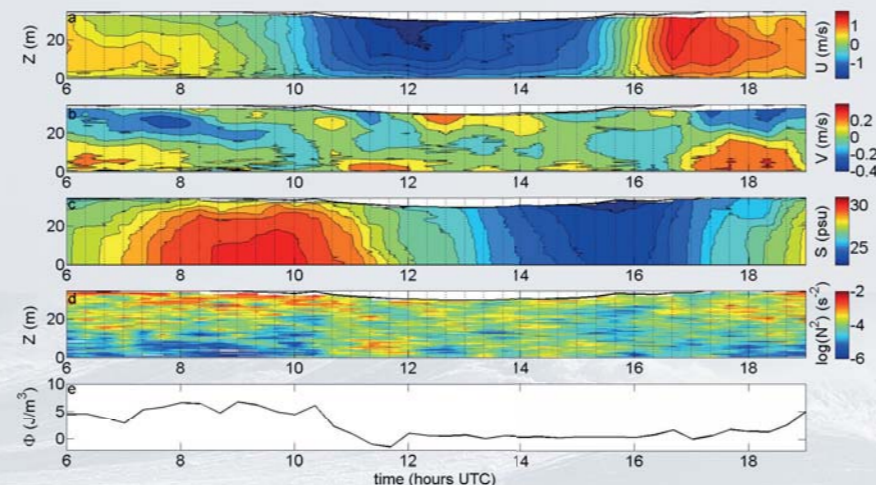 a
Z (m)
20
0
6 8 10 12 14 16 18
1
0
-1
U (m/s)
b
20
0
6 8 10 12 14 16 18
0.2
0
-0.2
-0.4
V (m/s)
c
20
0
6 8 10 12 14 16 18
30
25
S (psu)
d
Z (m)
20
0
6 8 10 12 14 16 18
-2
-4
-6
log(N²) (s⁻²)
e
Φ (J/m³)
10
5
0
6 8 10 12 14 16 18
time (hours UTC)